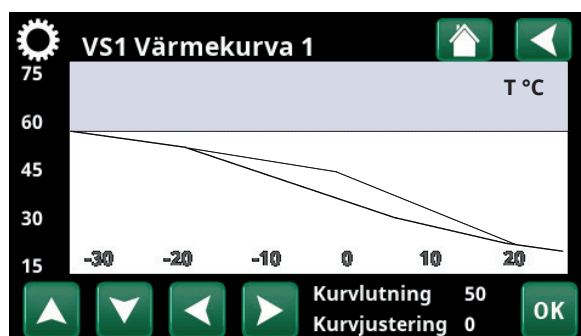 VS1 Värmekurva 1
75
T °C
60
45
30
15
-30 -20 -10 0 10 20
Kurvlutning 50
Kurvjustering 0
OK